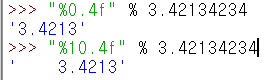 >>> "%0.4f" % 3.42134234
'3.4213'
>>> "%10.4f" % 3.42134234
'    3.4213'